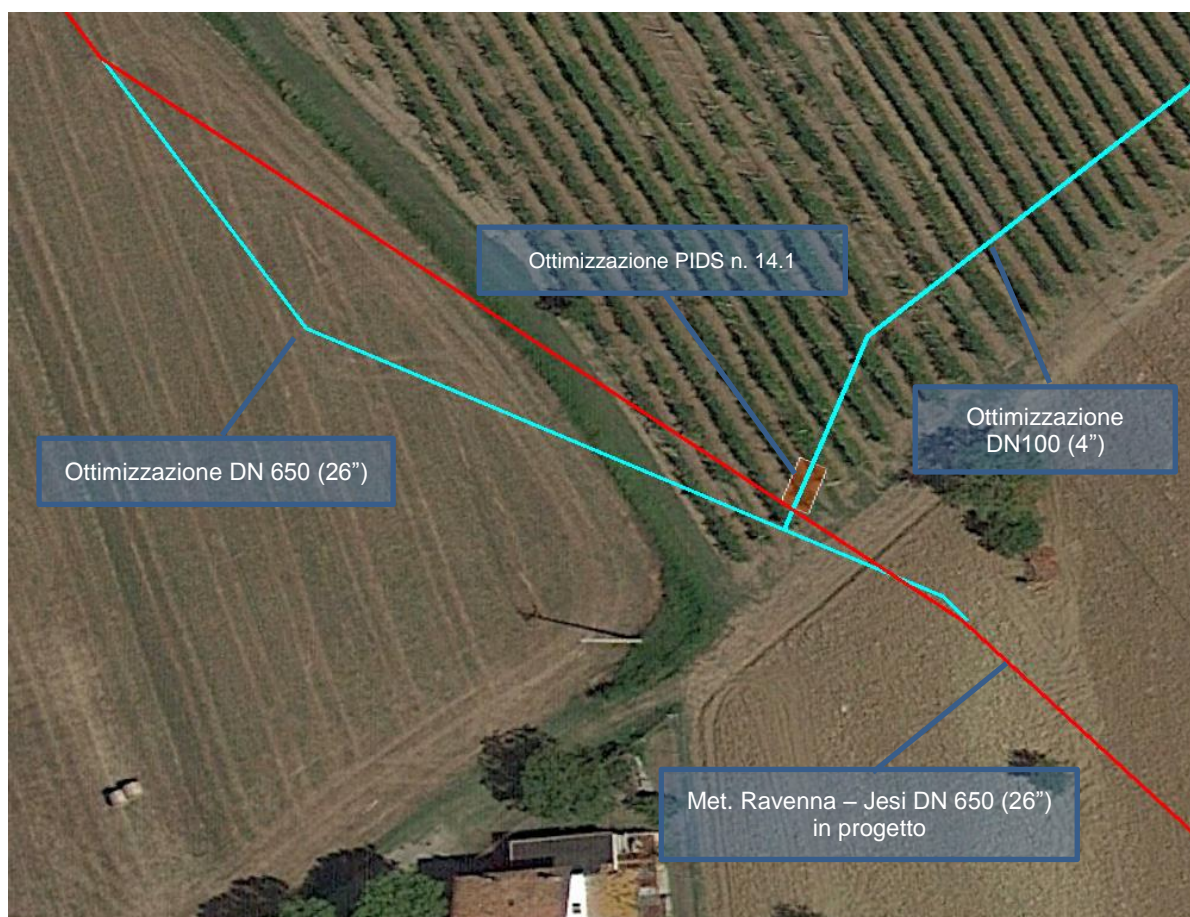 Ottimizzazione PIDS n. 14.1
Ottimizzazione
DN100 (4”)
Ottimizzazione DN 650 (26”)
Met. Ravenna – Jesi DN 650 (26”)
in progetto